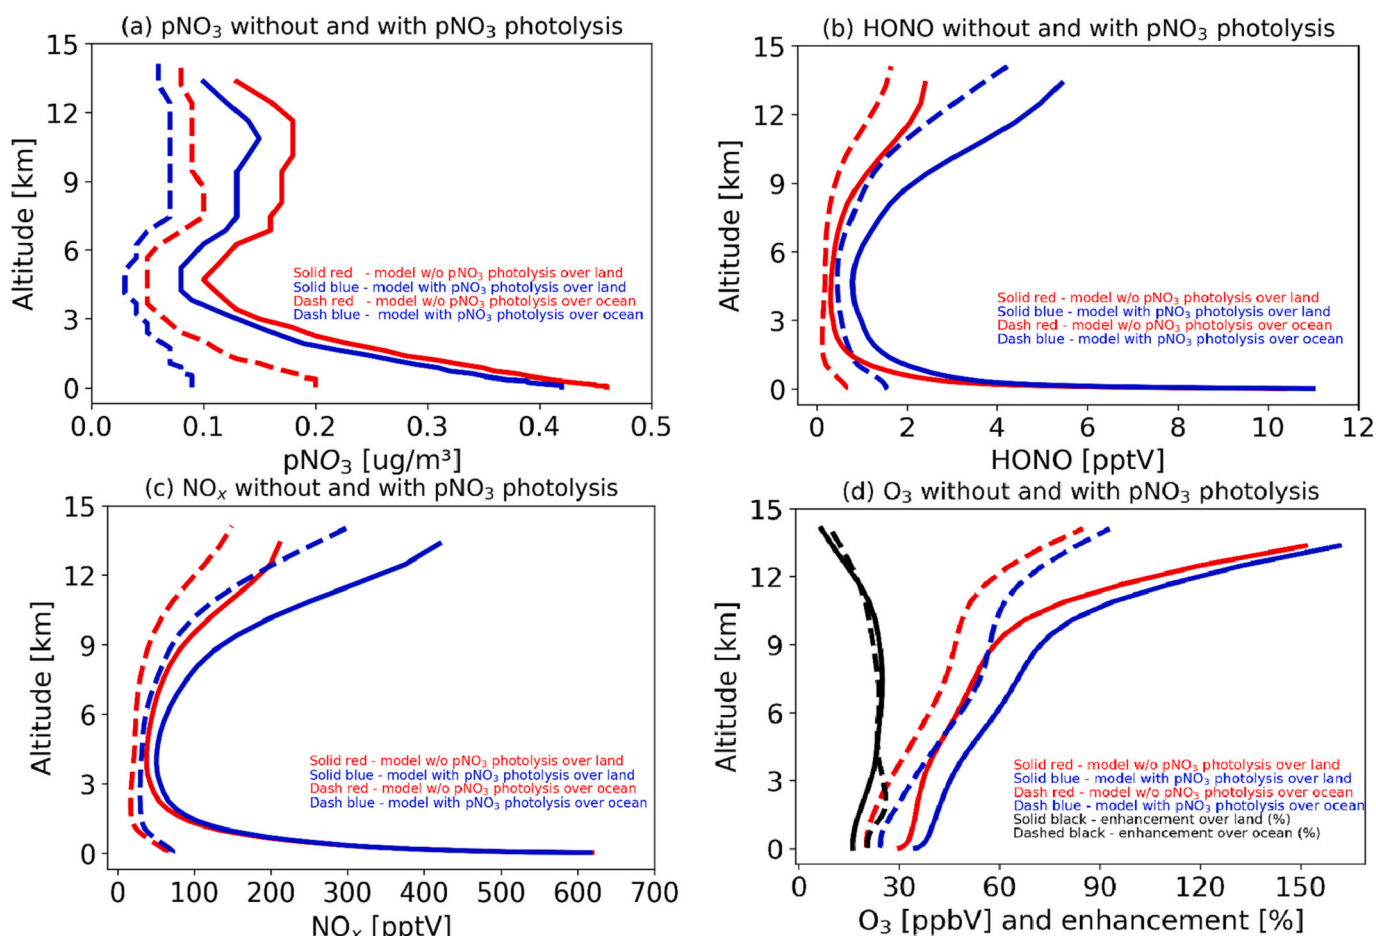 (a) pNO₃ without and with pNO₃ photolysis
15
12
9
6
3
0
Altitude [km]
Solid red - model w/o pNO₃ photolysis over land
Solid blue - model with pNO₃ photolysis over land
Dash red - model w/o pNO₃ photolysis over ocean
Dash blue - model with pNO₃ photolysis over ocean
0.0 0.1 0.2 0.3 0.4 0.5
pNO₃ [ug/m³]
(b) HONO without and with pNO₃ photolysis
15
12
9
6
3
0
Altitude [km]
Solid red - model w/o pNO₃ photolysis over land
Solid blue - model with pNO₃ photolysis over land
Dash red - model w/o pNO₃ photolysis over ocean
Dash blue - model with pNO₃ photolysis over ocean
0 2 4 6 8 10 12
HONO [pptV]
(c) NOₓ without and with pNO₃ photolysis
15
12
9
6
3
0
Altitude [km]
Solid red - model w/o pNO₃ photolysis over land
Solid blue - model with pNO₃ photolysis over land
Dash red - model w/o pNO₃ photolysis over ocean
Dash blue - model with pNO₃ photolysis over ocean
0 100 200 300 400 500 600 700
NOₓ [pptV]
(d) O₃ without and with pNO₃ photolysis
15
12
9
6
3
0
Altitude [km]
Solid red - model w/o pNO₃ photolysis over land
Solid blue - model with pNO₃ photolysis over land
Dash red - model w/o pNO₃ photolysis over ocean
Dash blue - model with pNO₃ photolysis over ocean
Solid black - enhancement over land (%)
Dashed black - enhancement over ocean (%)
0 30 60 90 120 150
O₃ [ppbV] and enhancement [%]